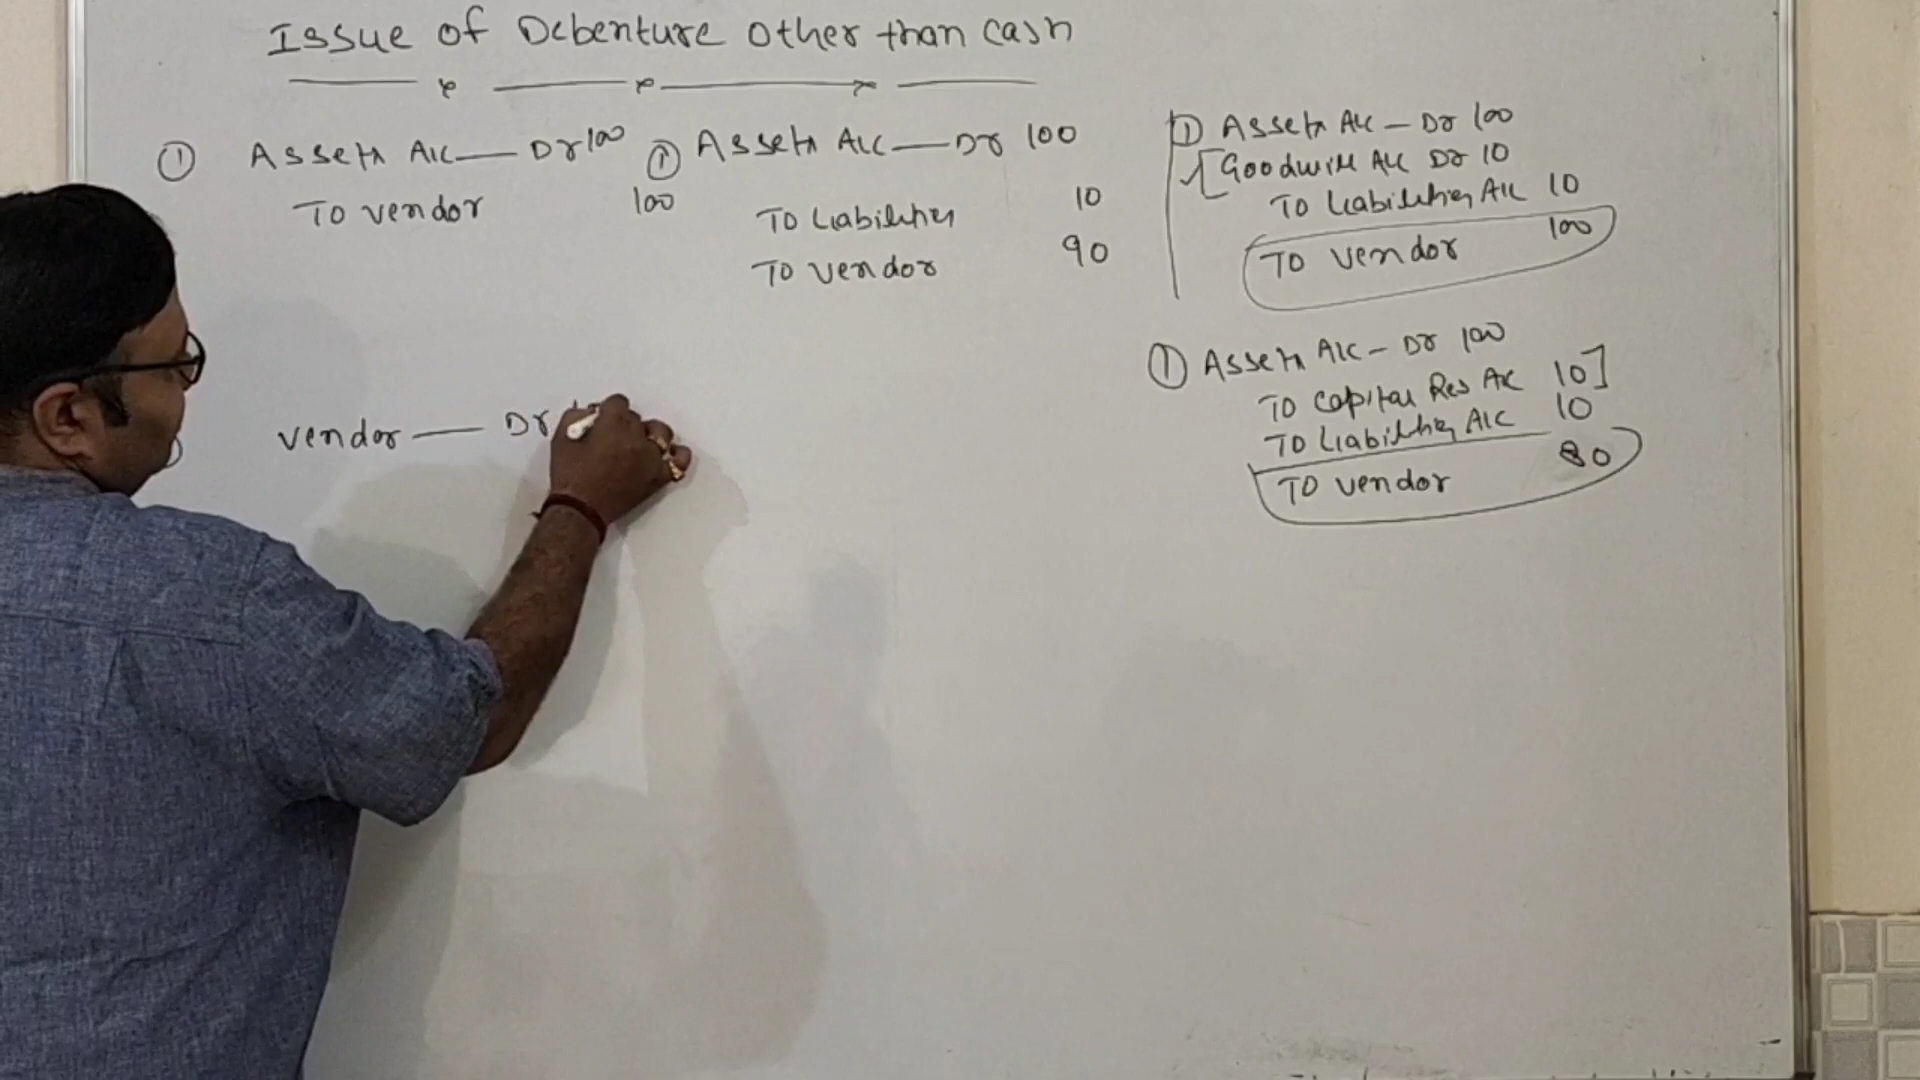 Issue of Debenture other than cash
① Assets A/c — Dr 100
To vendor 100
① Assets A/c — Dr 100
To Liabilities 10
To vendor 90
① Assets A/c — Dr 100
Goodwill A/c Dr 10
To Liabilities A/c 10
To vendor 100
① Assets A/c — Dr 100
To Capital Res A/c 10
To Liabilities A/c 10
To vendor 80
vendor — Dr